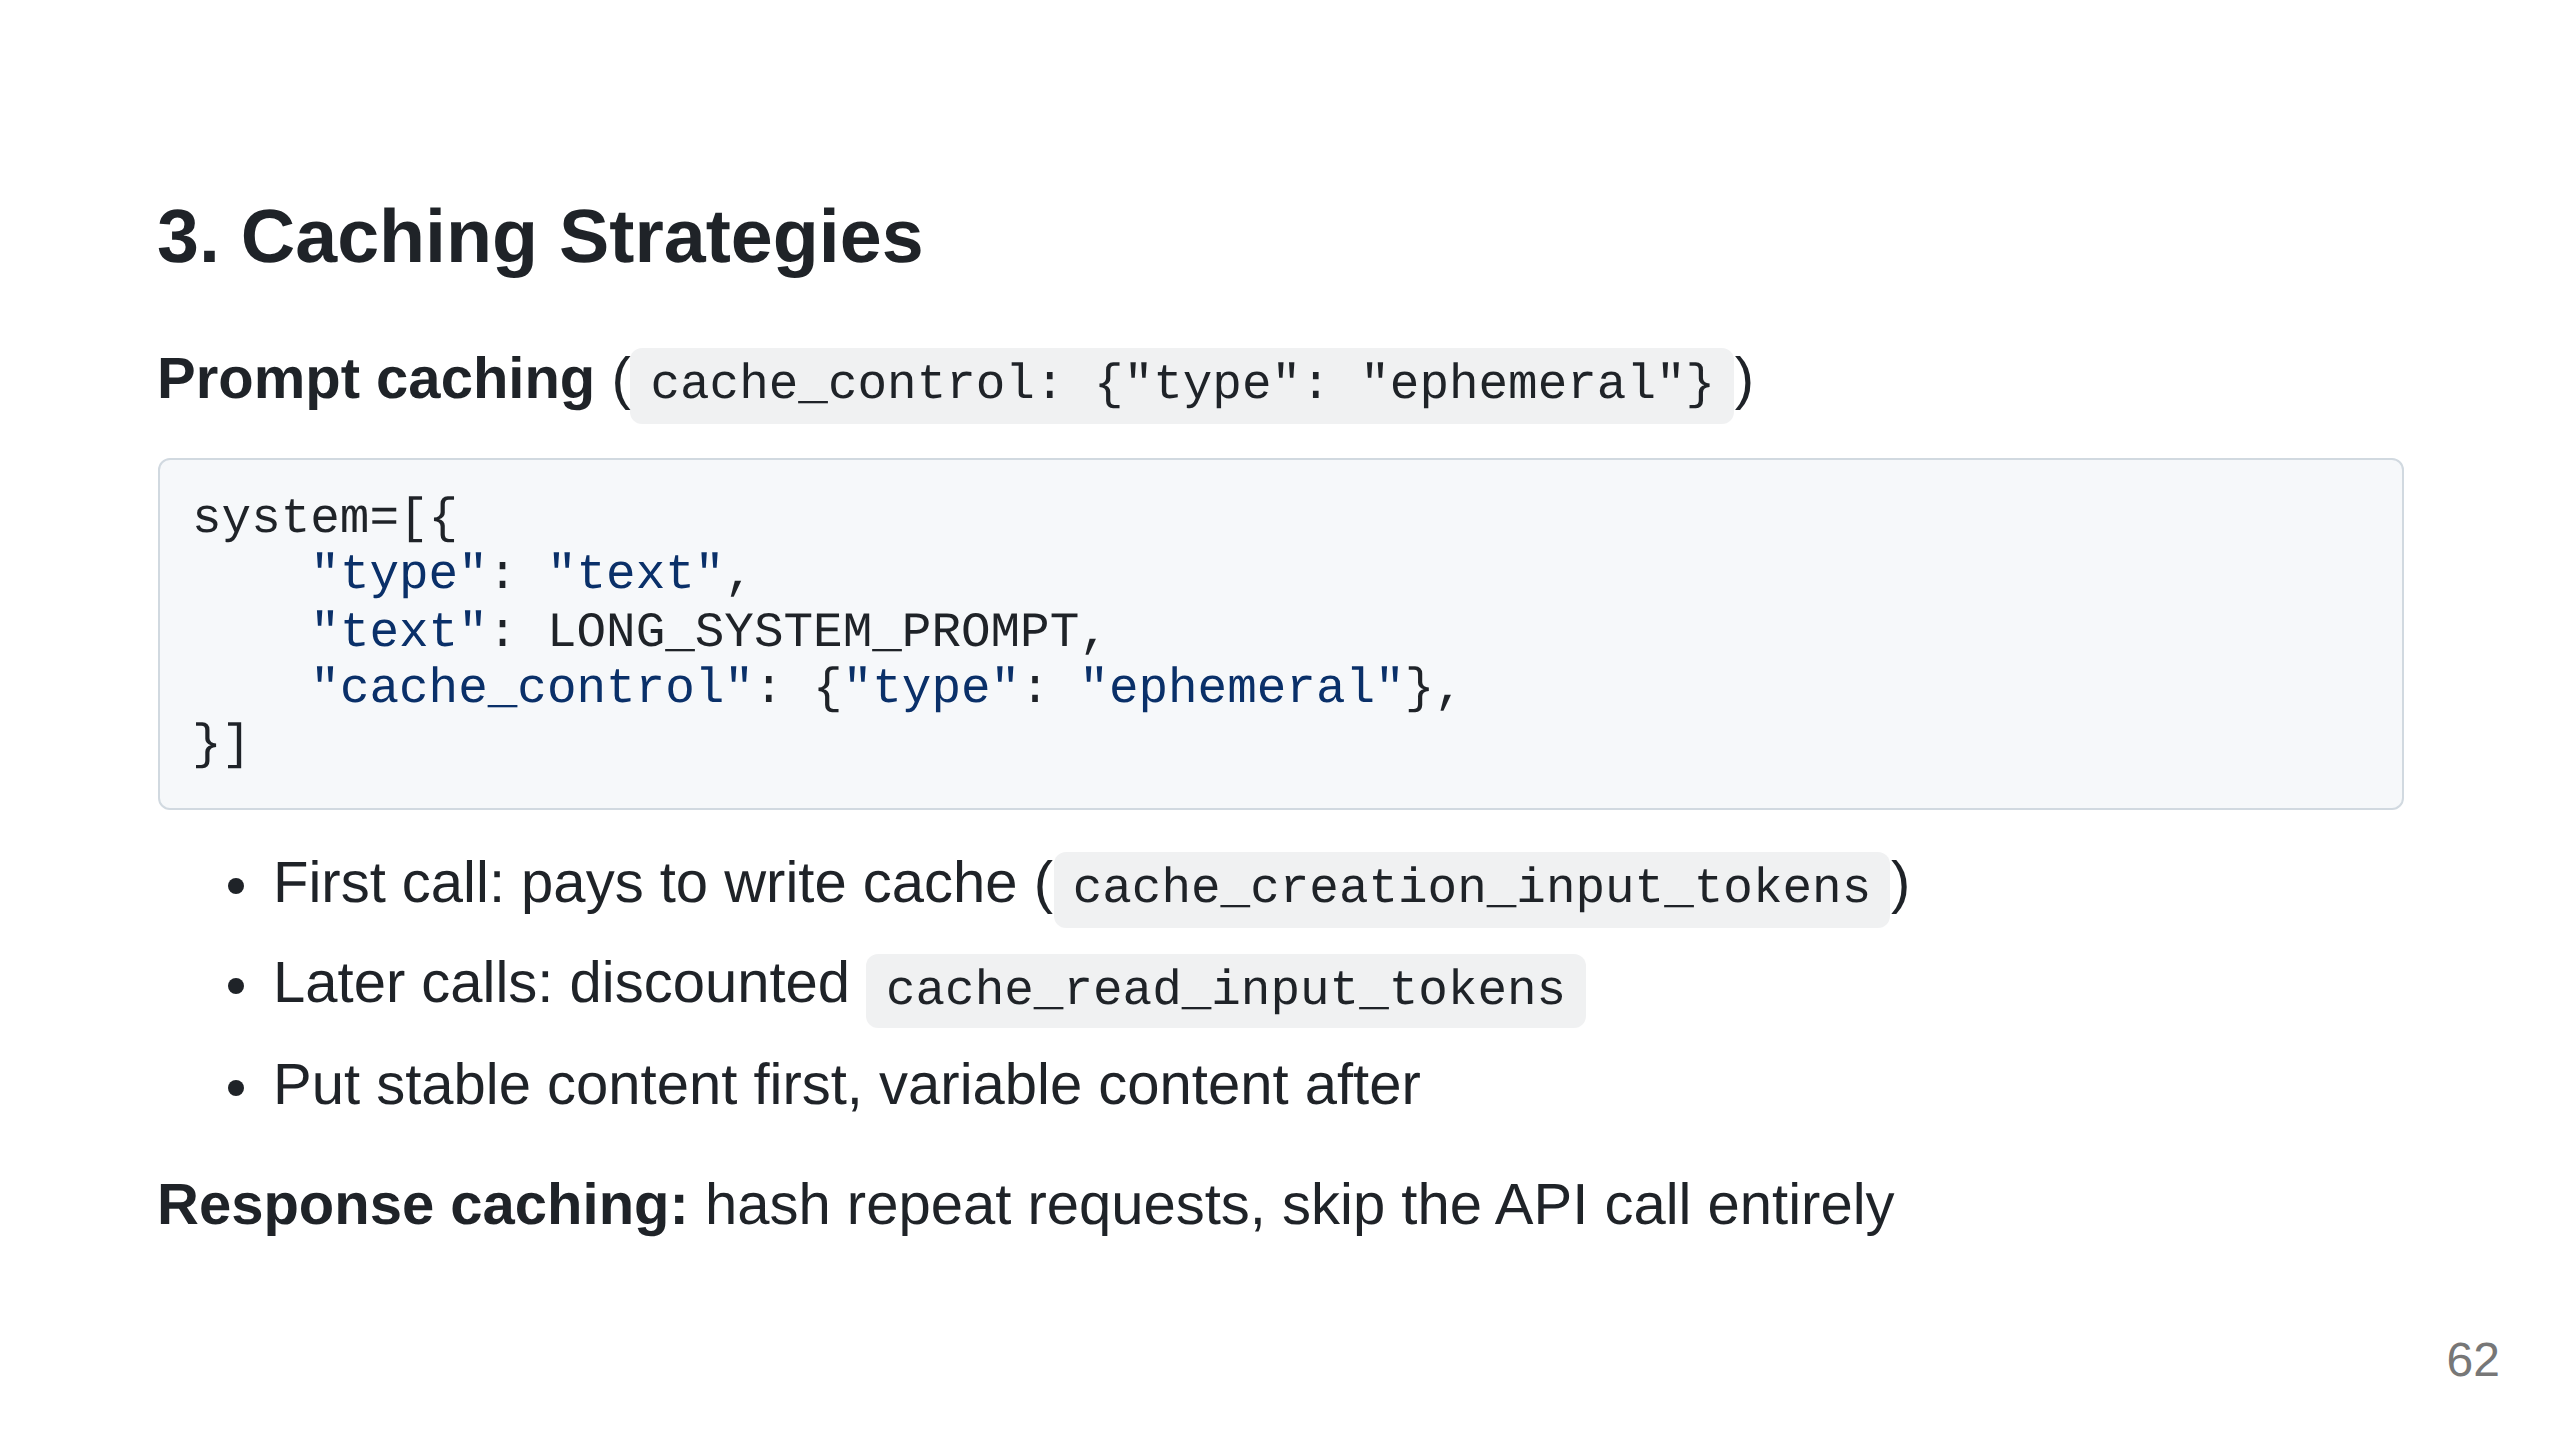 3. Caching Strategies
Prompt caching (cache_control: {"type": "ephemeral"})
system=[{
    "type": "text",
    "text": LONG_SYSTEM_PROMPT,
    "cache_control": {"type": "ephemeral"},
}]
• First call: pays to write cache (cache_creation_input_tokens)
• Later calls: discounted cache_read_input_tokens
• Put stable content first, variable content after
Response caching: hash repeat requests, skip the API call entirely
62